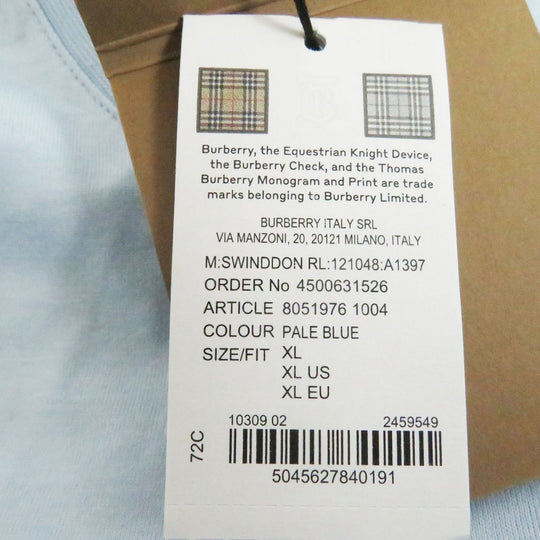 Burberry, the Equestrian Knight Device,
the Burberry Check, and the Thomas
Burberry Monogram and Print are trade
marks belonging to Burberry Limited.
BURBERRY ITALY SRL
VIA MANZONI, 20, 20121 MILANO, ITALY
M:SWINDDON RL:121048:A1397
ORDER No 4500631526
ARTICLE 8051976 1004
COLOUR PALE BLUE
SIZE/FIT XL
XL US
XL EU
10309 02 2459549
72C
5045627840191